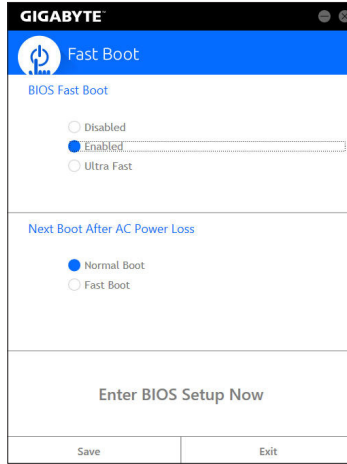 GIGABYTE™
Fast Boot
BIOS Fast Boot
Disabled
Enabled
Ultra Fast
Next Boot After AC Power Loss
Normal Boot
Fast Boot
Enter BIOS Setup Now
Save Exit